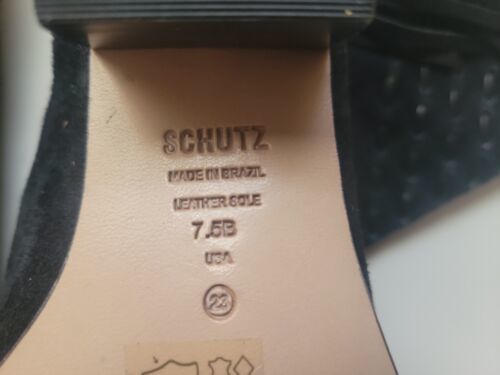 SCHUTZ
MADE IN BRAZIL
LEATHER SOLE
7.5B
USA
23